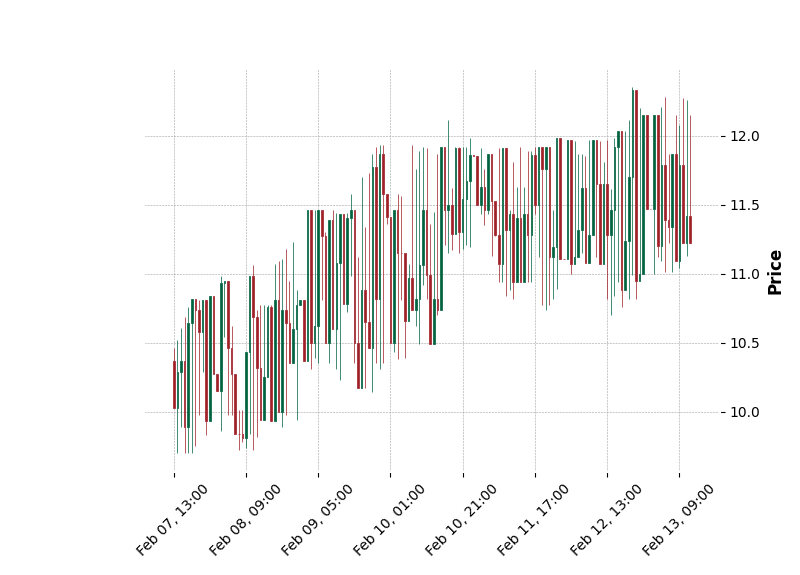 12.0
11.5
11.0
10.5
10.0
Price
Feb 07, 13:00
Feb 08, 09:00
Feb 09, 05:00
Feb 10, 01:00
Feb 10, 21:00
Feb 11, 17:00
Feb 12, 13:00
Feb 13, 09:00